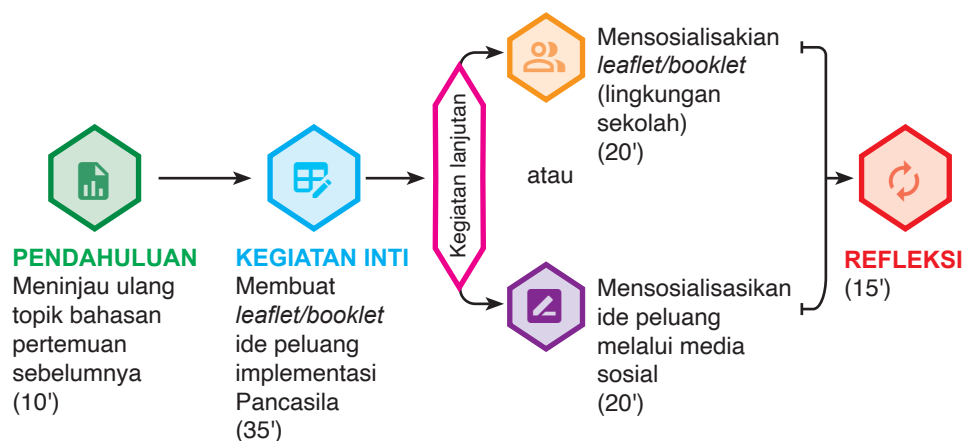 PENDAHULUAN
Meninjau ulang
topik bahasan
pertemuan
sebelumnya
(10')
KEGIATAN INTI
Membuat
leaflet/booklet
ide peluang
implementasi
Pancasila
(35')
Kegiatan lanjutan
Mensosialisakian
leaflet/booklet
(lingkungan
sekolah)
(20')
atau
Mensosialisasikan
ide peluang
melalui media
sosial
(20')
REFLEKSI
(15')